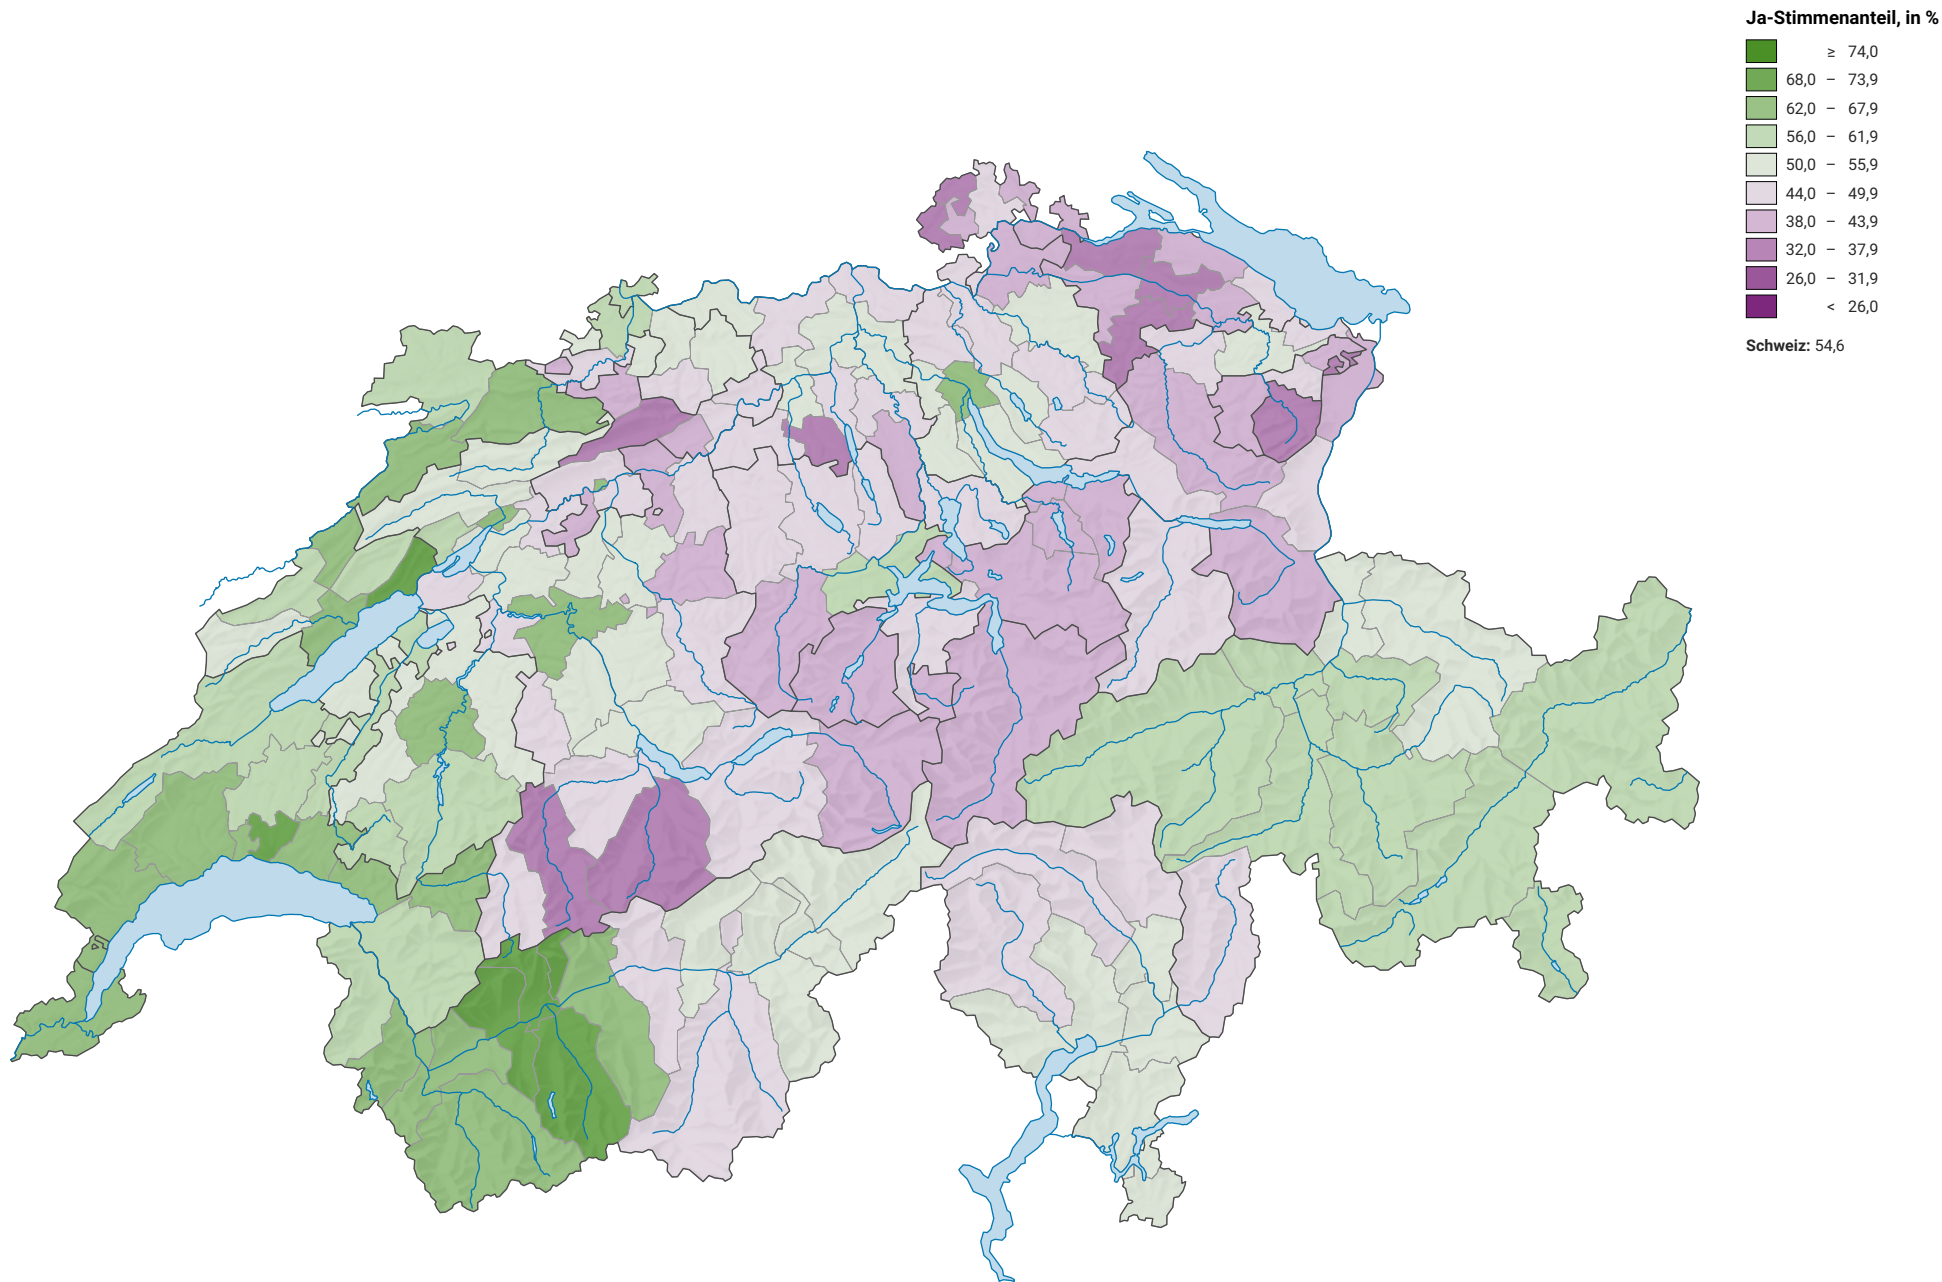 Ja-Stimmenanteil, in %
≥ 74,0
68,0 – 73,9
62,0 – 67,9
56,0 – 61,9
50,0 – 55,9
44,0 – 49,9
38,0 – 43,9
32,0 – 37,9
26,0 – 31,9
< 26,0
Schweiz: 54,6